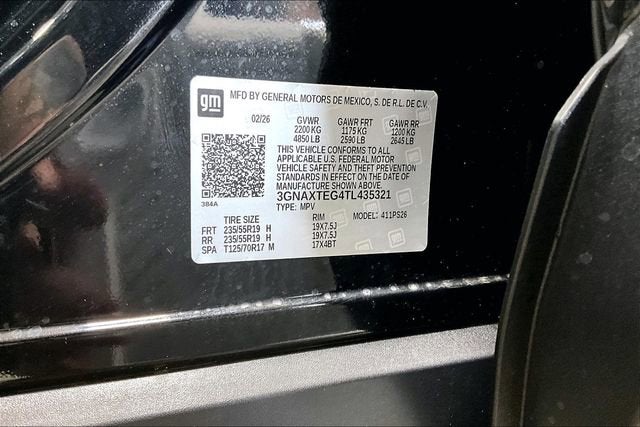 gm
MFD BY GENERAL MOTORS DE MEXICO, S. DE R.L. DE C.V.
02/26 GVWR GAWR FRT GAWR RR
2200 KG 1175 KG 1200 KG
4850 LB 2590 LB 2645 LB
THIS VEHICLE CONFORMS TO ALL
APPLICABLE U.S. FEDERAL MOTOR
VEHICLE SAFETY AND THEFT PREVENTION
STANDARDS IN EFFECT ON THE DATE OF
MANUFACTURE SHOWN ABOVE.
3GNAXTEG4TL435321
384A TYPE: MPV MODEL: 411PS26
TIRE SIZE RIM
FRT 235/55R19 H 19X7.5J
RR 235/55R19 H 19X7.5J
SPA T125/70R17 M 17X4BT